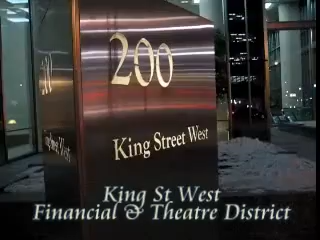 200
King Street West
King St West
Financial & Theatre District